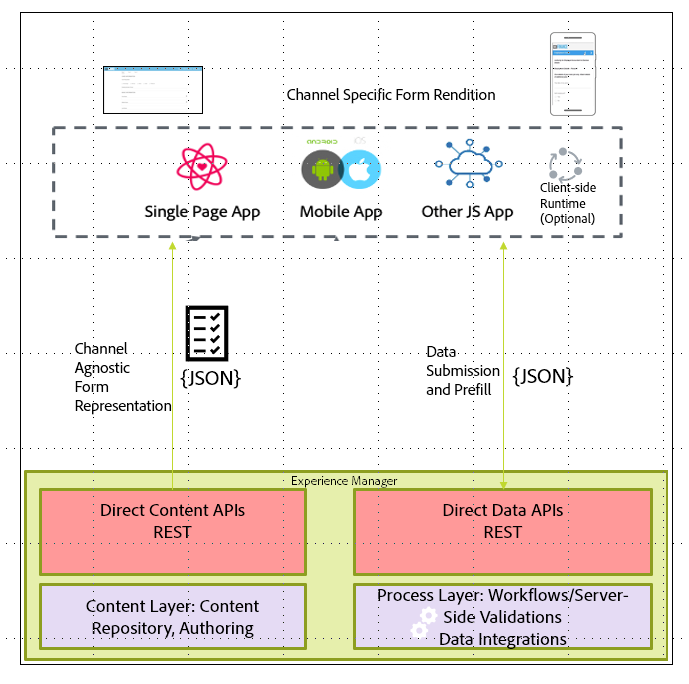 Channel Specific Form Rendition
ANDROID
iOS
Single Page App
Mobile App
Other JS App
Client-side
Runtime
(Optional)
Channel
Agnostic
Form
Representation
{JSON}
Data
Submission
and Prefill
{JSON}
Experience Manager
Direct Content APIs
REST
Direct Data APIs
REST
Content Layer: Content
Repository, Authoring
Process Layer: Workflows/Server-
Side Validations
Data Integrations